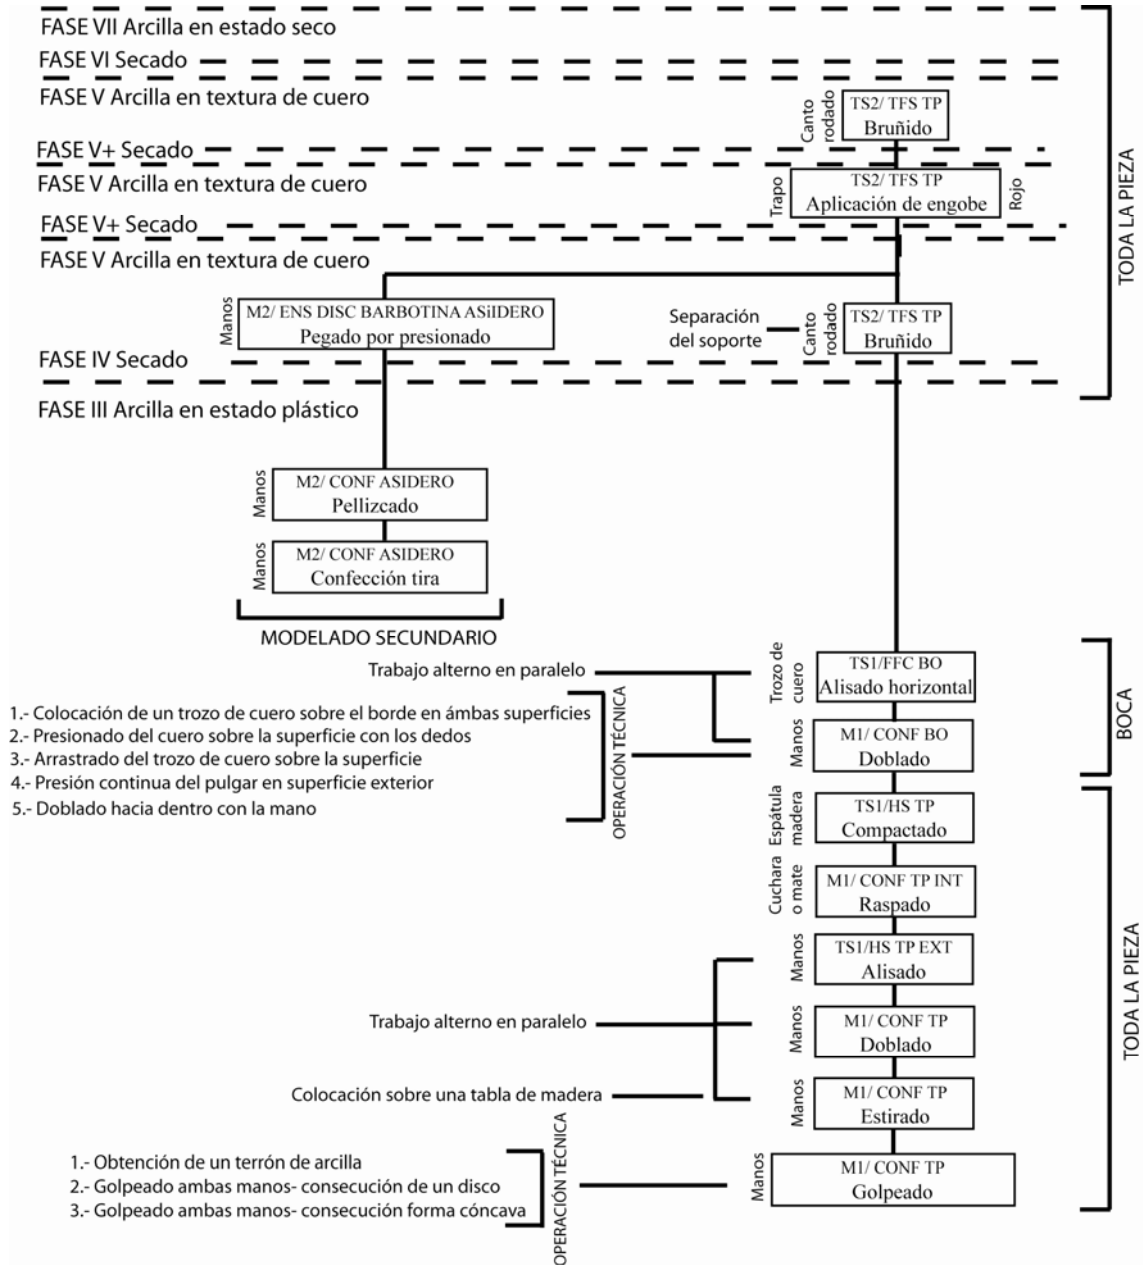 FASE VII Arcilla en estado seco
FASE VI Secado
FASE V Arcilla en textura de cuero
Canto
rodado
TS2/ TFS TP
Bruñido
FASE V+ Secado
FASE V Arcilla en textura de cuero
Trapo
TS2/ TFS TP
Aplicación de engobe
Rojo
TODA LA PIEZA
FASE V+ Secado
FASE V Arcilla en textura de cuero
Manos
M2/ ENS DISC BARBOTINA ASiIDERO
Pegado por presionado
Separación
del soporte
Canto
rodado
TS2/ TFS TP
Bruñido
FASE IV Secado
FASE III Arcilla en estado plástico
Manos
M2/ CONF ASIDERO
Pellizcado
Manos
M2/ CONF ASIDERO
Confección tira
MODELADO SECUNDARIO
Trabajo alterno en paralelo
Trozo de
cuero
TS1/FFC BO
Alisado horizontal
BOCA
1.- Colocación de un trozo de cuero sobre el borde en ámbas superficies
2.- Presionado del cuero sobre la superficie con los dedos
3.- Arrastrado del trozo de cuero sobre la superficie
4.- Presión continua del pulgar en superficie exterior
5.- Doblado hacia dentro con la mano
OPERACIÓN TÉCNICA
Manos
M1/ CONF BO
Doblado
Espátula
madera
TS1/HS TP
Compactado
Cuchara
o mate
M1/ CONF TP INT
Raspado
Manos
TS1/HS TP EXT
Alisado
TODA LA PIEZA
Trabajo alterno en paralelo
Manos
M1/ CONF TP
Doblado
Colocación sobre una tabla de madera
Manos
M1/ CONF TP
Estirado
1.- Obtención de un terrón de arcilla
2.- Golpeado ambas manos- consecución de un disco
3.- Golpeado ambas manos- consecución forma cóncava
OPERACIÓN TÉCNICA
Manos
M1/ CONF TP
Golpeado